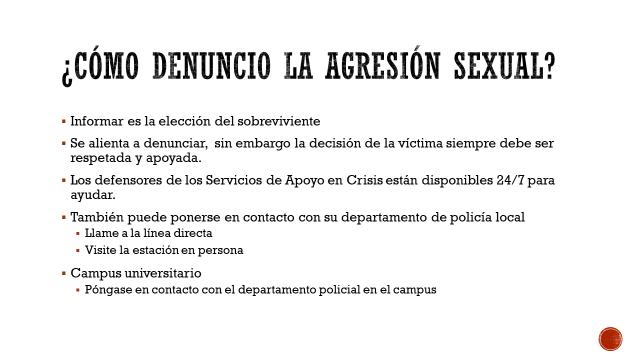 ¿CÓMO DENUNCIO LA AGRESIÓN SEXUAL?
Informar es la elección del sobreviviente
Se alienta a denunciar, sin embargo la decisión de la víctima siempre debe ser
respetada y apoyada.
Los defensores de los Servicios de Apoyo en Crisis están disponibles 24/7 para
ayudar.
También puede ponerse en contacto con su departamento de policía local
Llame a la línea directa
Visite la estación en persona
Campus universitario
Póngase en contacto con el departamento policial en el campus